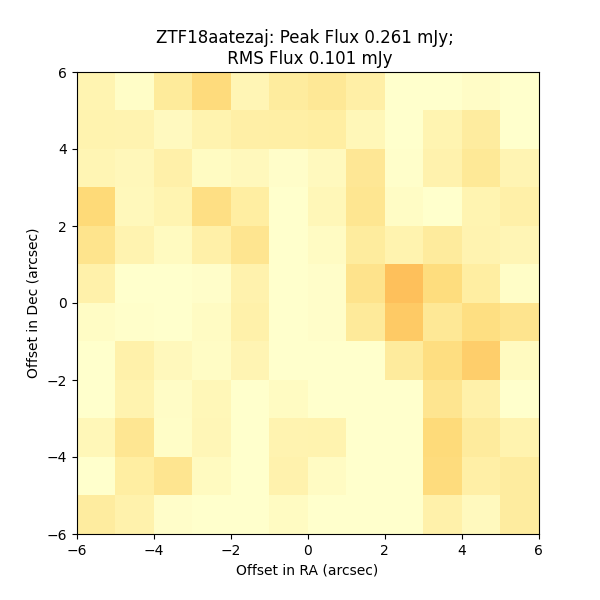 ZTF18aatezaj: Peak Flux 0.261 mJy;
RMS Flux 0.101 mJy
6
4
2
0
−2
−4
−6
Offset in Dec (arcsec)
−6 −4 −2 0 2 4 6
Offset in RA (arcsec)